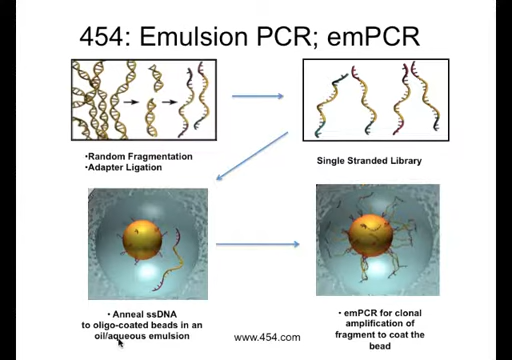 454: Emulsion PCR; emPCR
•Random Fragmentation
•Adapter Ligation
Single Stranded Library
• Anneal ssDNA
to oligo-coated beads in an
oil/aqueous emulsion
www.454.com
• emPCR for clonal
amplification of
fragment to coat the
bead